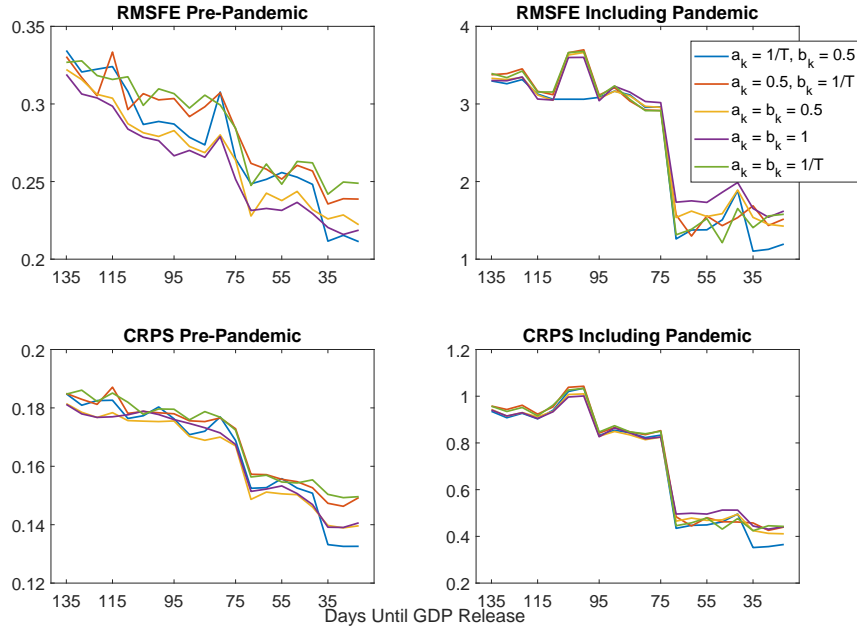 RMSFE Pre-Pandemic
0.35
0.3
0.25
0.2
135 115 95 75 55 35
RMSFE Including Pandemic
4
3
2
1
135 115 95 75 55 35
a_k = 1/T, b_k = 0.5
a_k = 0.5, b_k = 1/T
a_k = b_k = 0.5
a_k = b_k = 1
a_k = b_k = 1/T
CRPS Pre-Pandemic
0.2
0.18
0.16
0.14
0.12
135 115 95 75 55 35
CRPS Including Pandemic
1.2
1
0.8
0.6
0.4
0.2
135 115 95 75 55 35
Days Until GDP Release